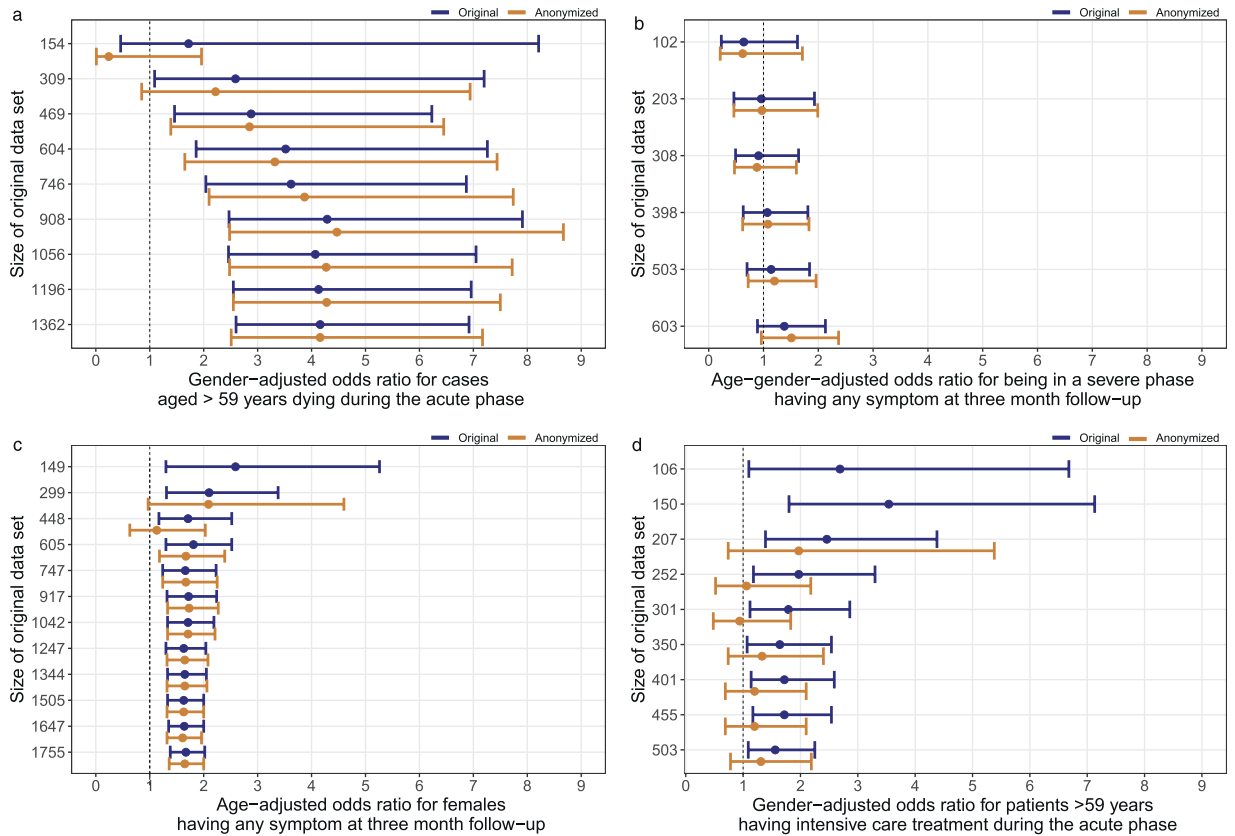 a
Original Anonymized
Size of original data set
154
309
469
604
746
908
1056
1196
1362
0 1 2 3 4 5 6 7 8 9
Gender−adjusted odds ratio for cases
aged > 59 years dying during the acute phase
b
Original Anonymized
Size of original data set
102
203
308
398
503
603
0 1 2 3 4 5 6 7 8 9
Age−gender−adjusted odds ratio for being in a severe phase
having any symptom at three month follow−up
c
Original Anonymized
Size of original data set
149
299
448
605
747
917
1042
1247
1344
1505
1647
1755
0 1 2 3 4 5 6 7 8 9
Age−adjusted odds ratio for females
having any symptom at three month follow−up
d
Original Anonymized
Size of original data set
106
150
207
252
301
350
401
455
503
0 1 2 3 4 5 6 7 8 9
Gender−adjusted odds ratio for patients >59 years
having intensive care treatment during the acute phase